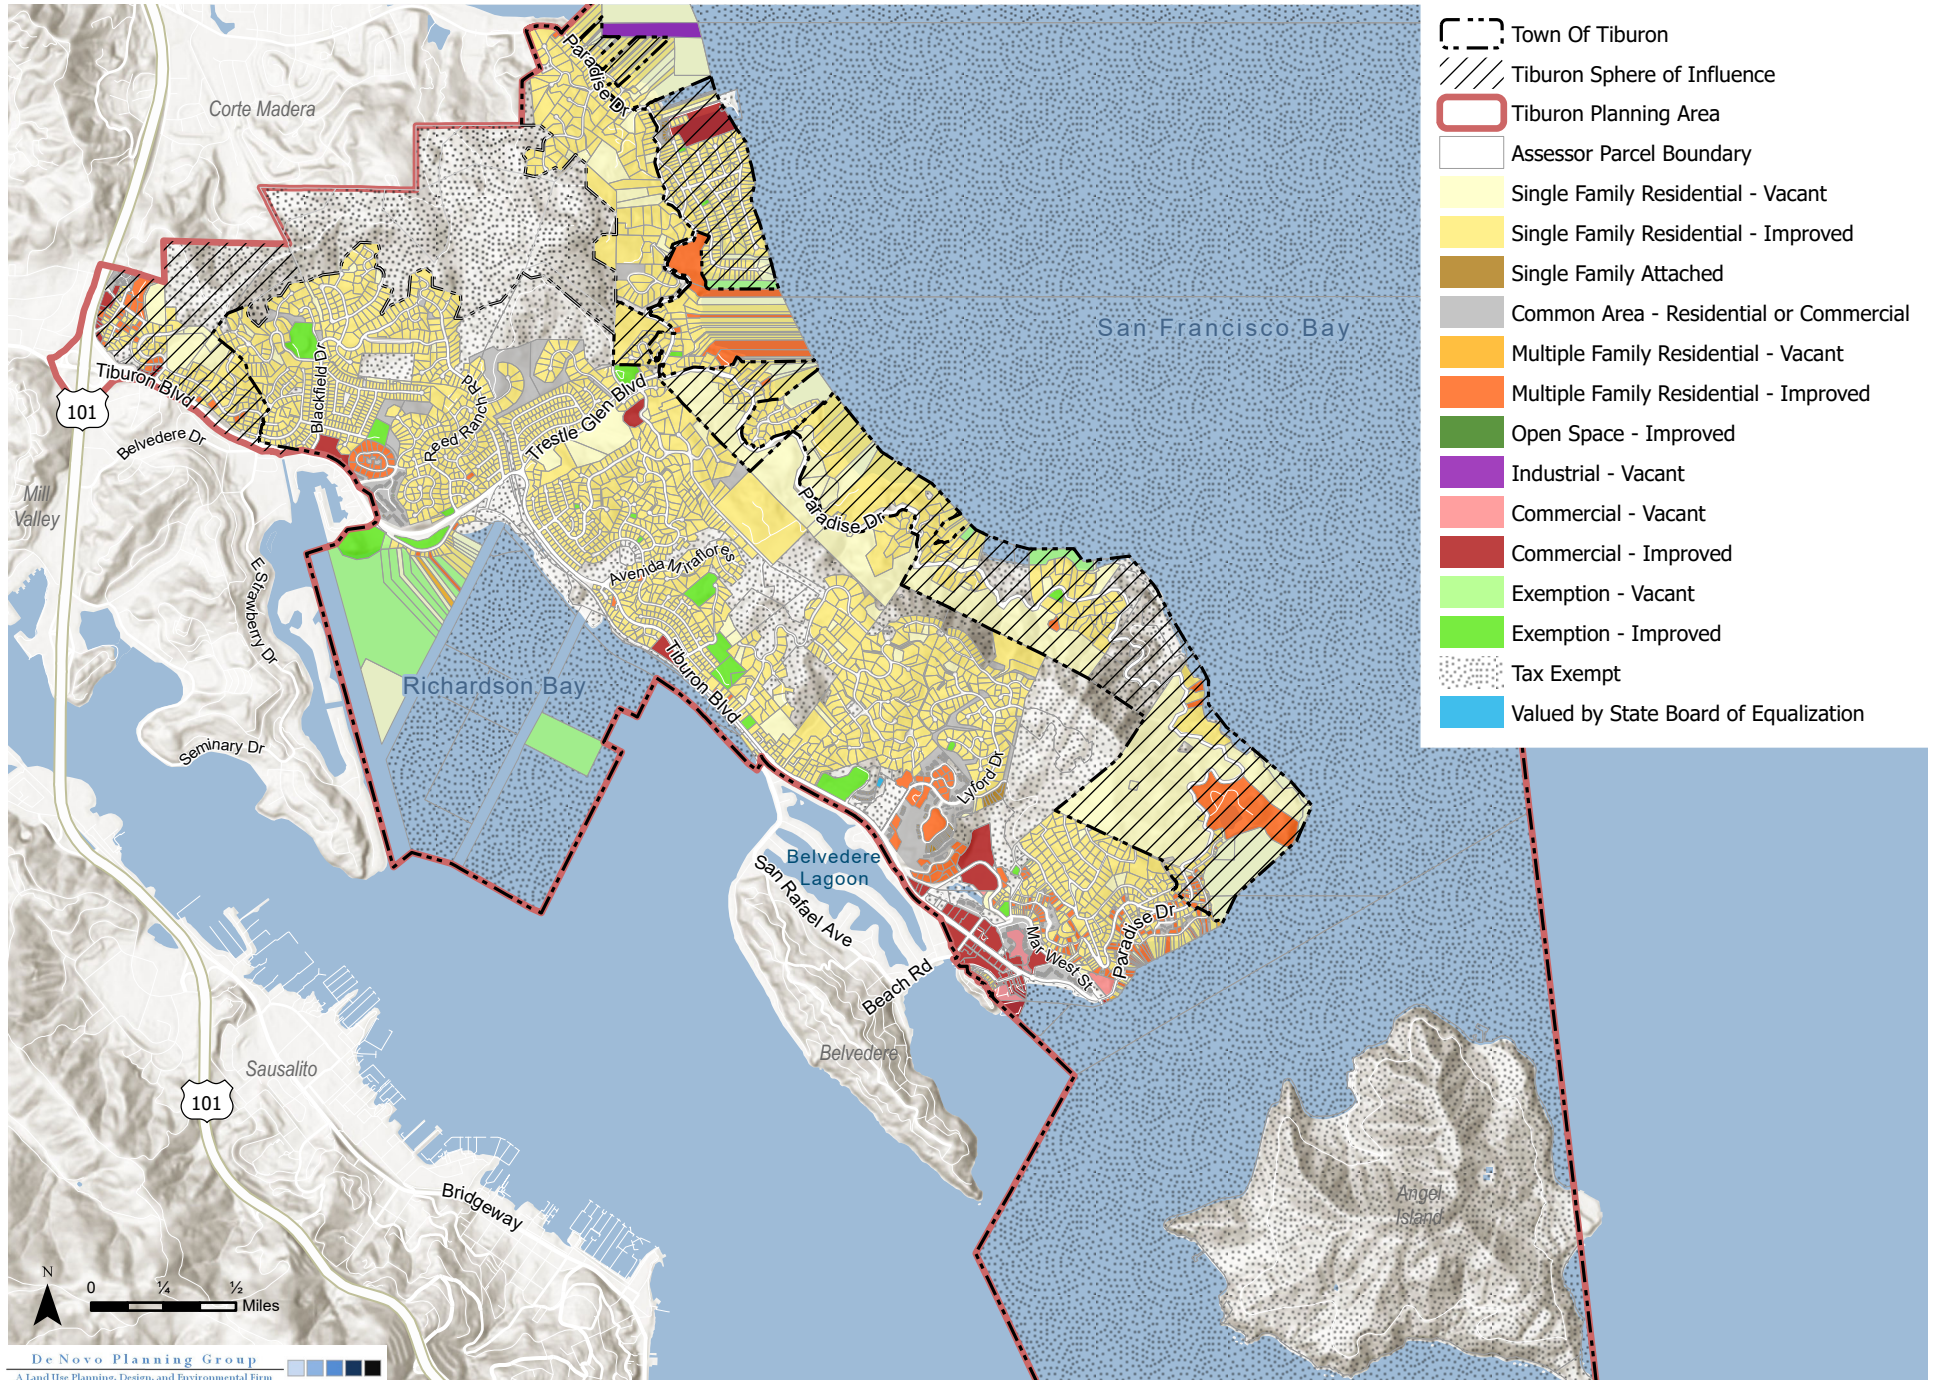 Town Of Tiburon
Tiburon Sphere of Influence
Tiburon Planning Area
Assessor Parcel Boundary
Single Family Residential - Vacant
Single Family Residential - Improved
Single Family Attached
Common Area - Residential or Commercial
Multiple Family Residential - Vacant
Multiple Family Residential - Improved
Open Space - Improved
Industrial - Vacant
Commercial - Vacant
Commercial - Improved
Exemption - Vacant
Exemption - Improved
Tax Exempt
Valued by State Board of Equalization
Paradise Dr
Corte Madera
San Francisco Bay
Tiburon Blvd
101
Blackfield Dr
Reed Ranch Rd
Trestle Glen Blvd
Belvedere Dr
Mill
Valley
Paradise Dr
E Strawberry Dr
Avenida Miraflores
Richardson Bay
Tiburon Blvd
Seminary Dr
Lyford Dr
Belvedere
Lagoon
San Rafael Ave
Paradise Dr
Mar West St
Beach Rd
Belvedere
Sausalito
101
Bridgeway
Angel
Island
N
0 ¼ ½
Miles
De Novo Planning Group
A Land Use Planning, Design, and Environmental Firm